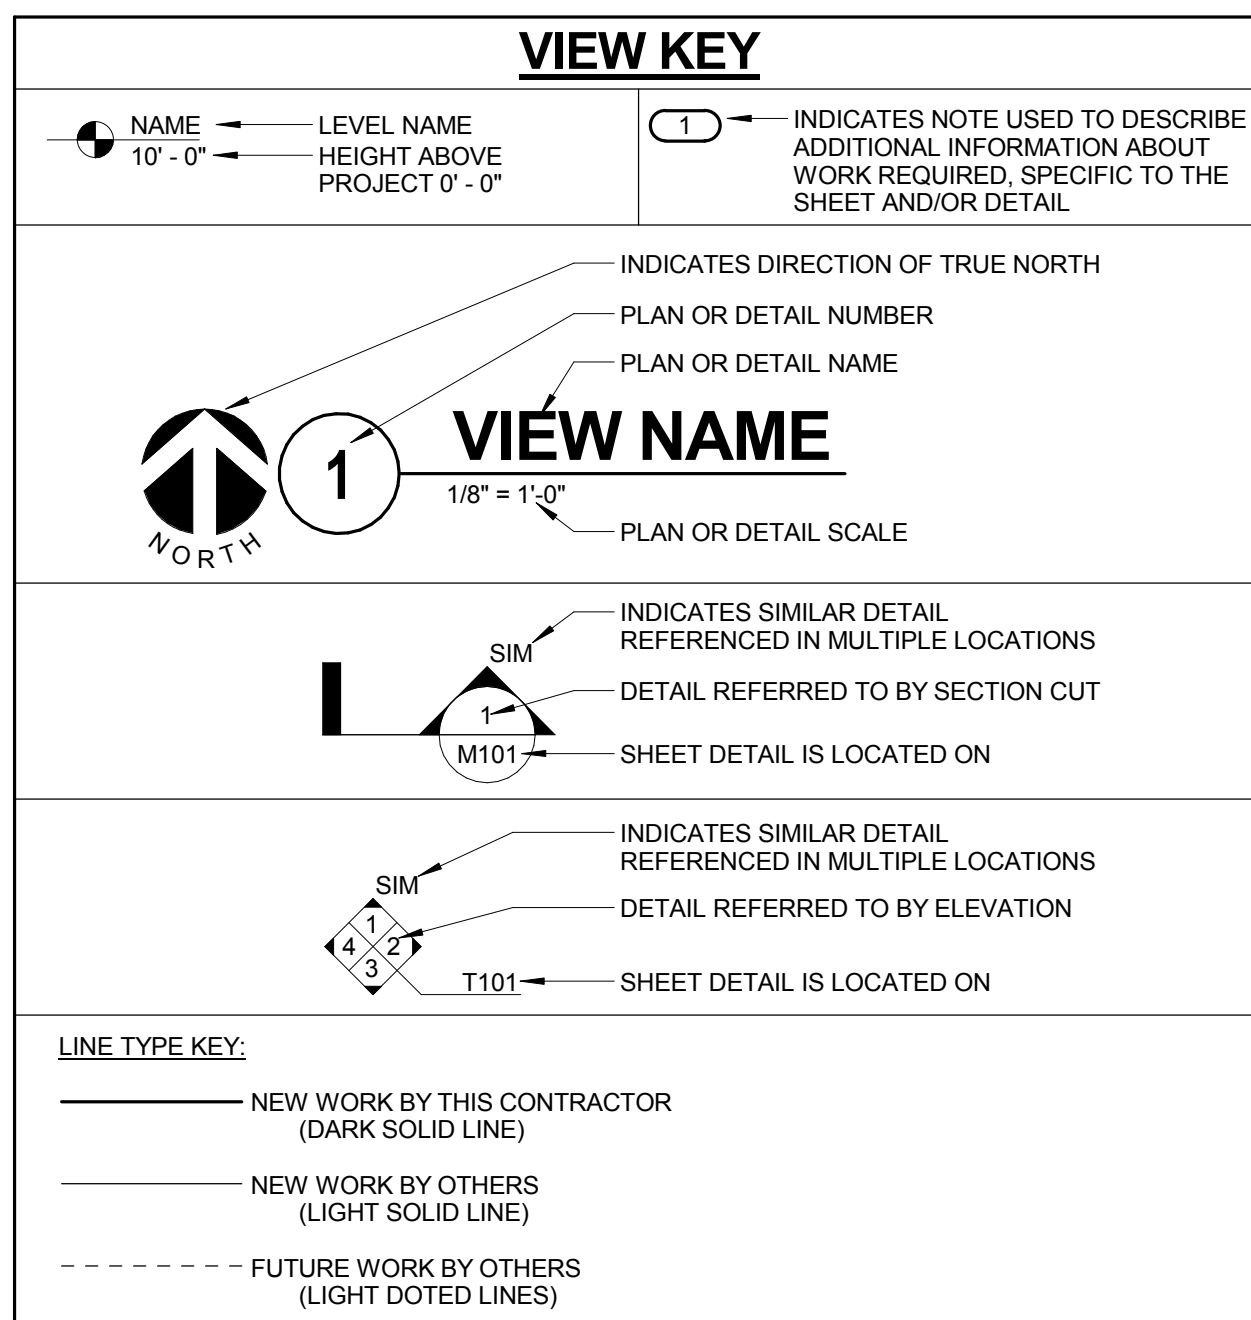 VIEW KEY
NAME
10' - 0"
LEVEL NAME
HEIGHT ABOVE
PROJECT 0' - 0"
1
INDICATES NOTE USED TO DESCRIBE
ADDITIONAL INFORMATION ABOUT
WORK REQUIRED, SPECIFIC TO THE
SHEET AND/OR DETAIL
INDICATES DIRECTION OF TRUE NORTH
PLAN OR DETAIL NUMBER
PLAN OR DETAIL NAME
NORTH
1
VIEW NAME
1/8" = 1'-0"
PLAN OR DETAIL SCALE
INDICATES SIMILAR DETAIL
REFERENCED IN MULTIPLE LOCATIONS
SIM
1
DETAIL REFERRED TO BY SECTION CUT
M101
SHEET DETAIL IS LOCATED ON
INDICATES SIMILAR DETAIL
REFERENCED IN MULTIPLE LOCATIONS
SIM
DETAIL REFERRED TO BY ELEVATION
1
4 2
3
T101
SHEET DETAIL IS LOCATED ON
LINE TYPE KEY:
NEW WORK BY THIS CONTRACTOR
(DARK SOLID LINE)
NEW WORK BY OTHERS
(LIGHT SOLID LINE)
FUTURE WORK BY OTHERS
(LIGHT DOTED LINES)